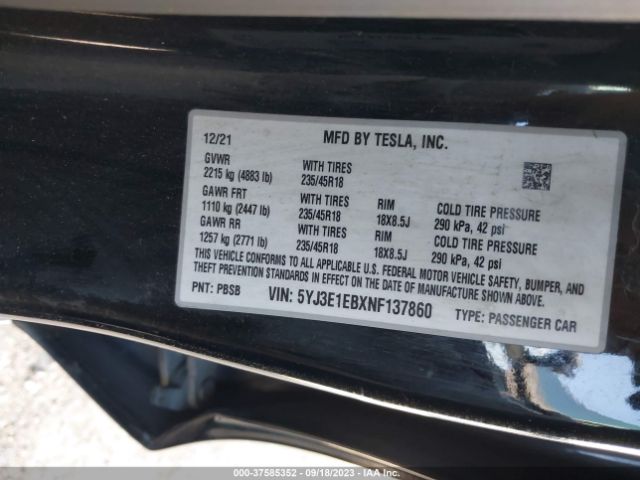 12/21 MFD BY TESLA, INC.
GVWR WITH TIRES
2215 kg (4883 lb) 235/45R18
GAWR FRT WITH TIRES RIM COLD TIRE PRESSURE
1110 kg (2447 lb) 235/45R18 18X8.5J 290 kPa, 42 psi
GAWR RR WITH TIRES RIM COLD TIRE PRESSURE
1257 kg (2771 lb) 235/45R18 18X8.5J 290 kPa, 42 psi
THIS VEHICLE CONFORMS TO ALL APPLICABLE U.S. FEDERAL MOTOR VEHICLE SAFETY, BUMPER, AND
THEFT PREVENTION STANDARDS IN EFFECT ON THE DATE OF MANUFACTURE SHOWN ABOVE.
PNT: PBSB VIN: 5YJ3E1EBXNF137860 TYPE: PASSENGER CAR
000-37585352 - 09/18/2023 - IAAI Inc.